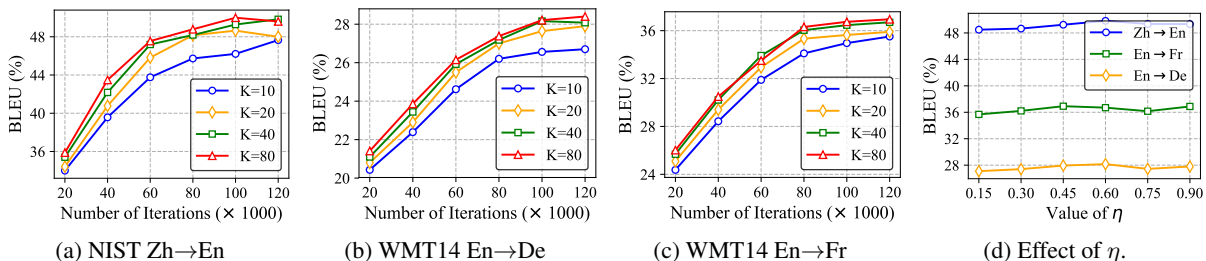 BLEU (%)
48
44
40
36
K=10
K=20
K=40
K=80
20 40 60 80 100 120
Number of Iterations (× 1000)
(a) NIST Zh→En
BLEU (%)
28
26
24
22
20
K=10
K=20
K=40
K=80
20 40 60 80 100 120
Number of Iterations (× 1000)
(b) WMT14 En→De
BLEU (%)
36
32
28
24
K=10
K=20
K=40
K=80
20 40 60 80 100 120
Number of Iterations (× 1000)
(c) WMT14 En→Fr
BLEU (%)
48
44
40
36
32
28
Zh→En
En→Fr
En→De
0.15 0.30 0.45 0.60 0.75 0.90
Value of η
(d) Effect of η.